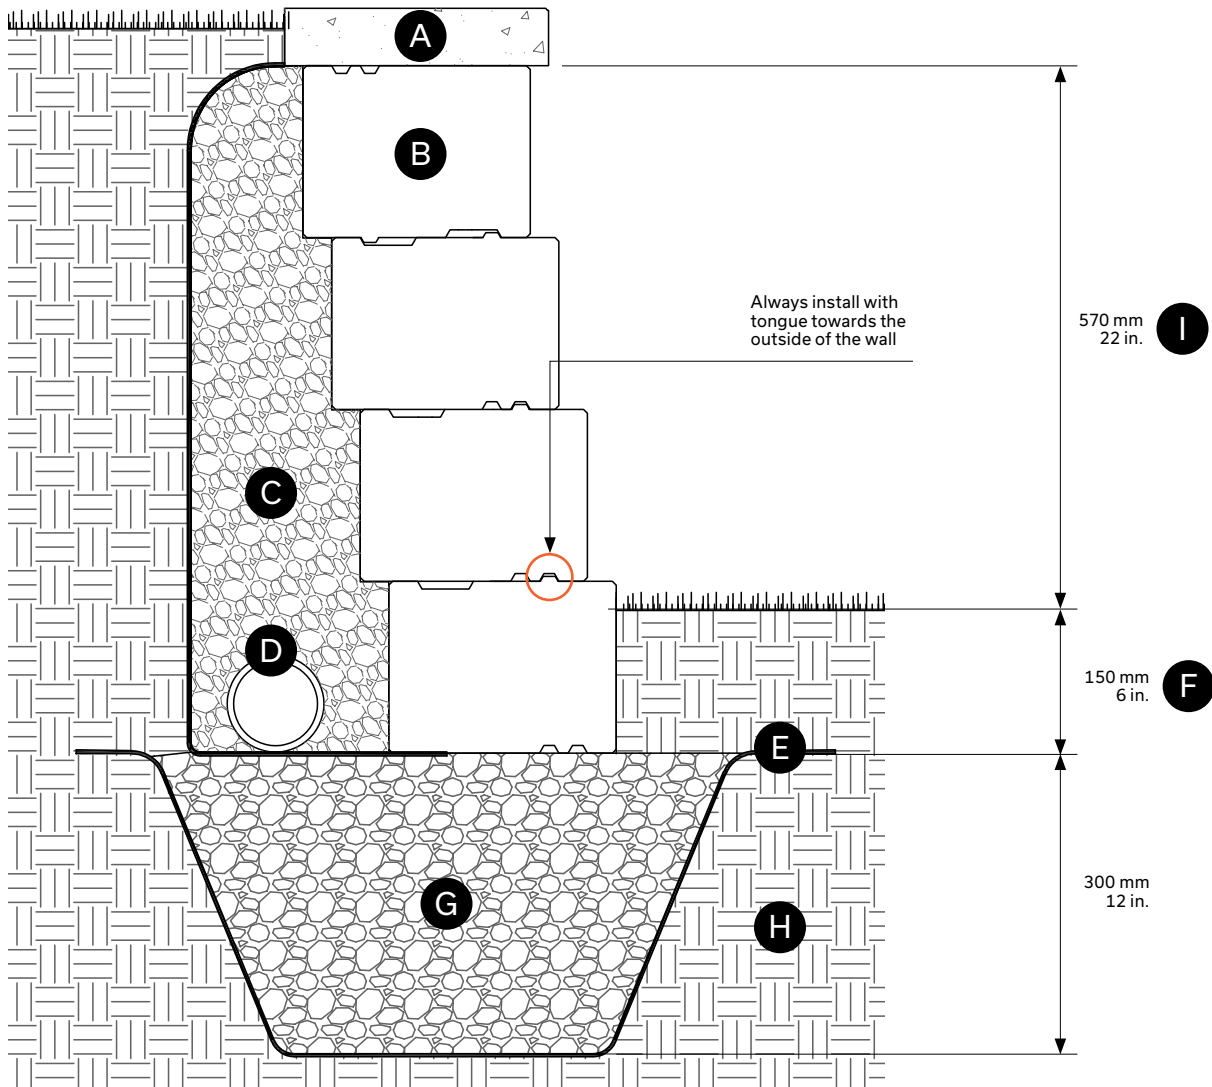 A
B
Always install with
tongue towards the
outside of the wall
570 mm
22 in.
I
C
D
150 mm
6 in.
F
E
300 mm
12 in.
G
H